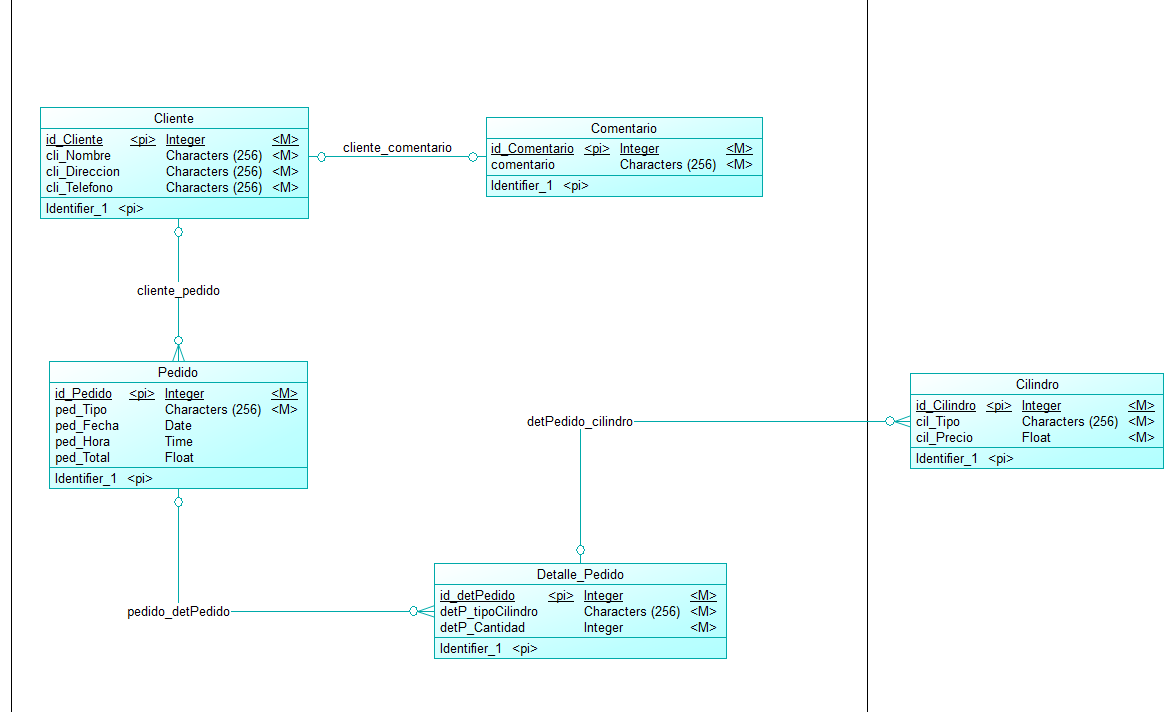 Cliente
id_Cliente <pi> Integer <M>
cli_Nombre Characters (256) <M>
cli_Direccion Characters (256) <M>
cli_Telefono Characters (256) <M>
Identifier_1 <pi>
cliente_comentario
Comentario
id_Comentario <pi> Integer <M>
comentario Characters (256) <M>
Identifier_1 <pi>
cliente_pedido
Pedido
id_Pedido <pi> Integer <M>
ped_Tipo Characters (256) <M>
ped_Fecha Date
ped_Hora Time
ped_Total Float
Identifier_1 <pi>
detPedido_cilindro
Cilindro
id_Cilindro <pi> Integer <M>
cil_Tipo Characters (256) <M>
cil_Precio Float <M>
Identifier_1 <pi>
pedido_detPedido
Detalle_Pedido
id_detPedido <pi> Integer <M>
detP_tipoCilindro Characters (256) <M>
detP_Cantidad Integer <M>
Identifier_1 <pi>